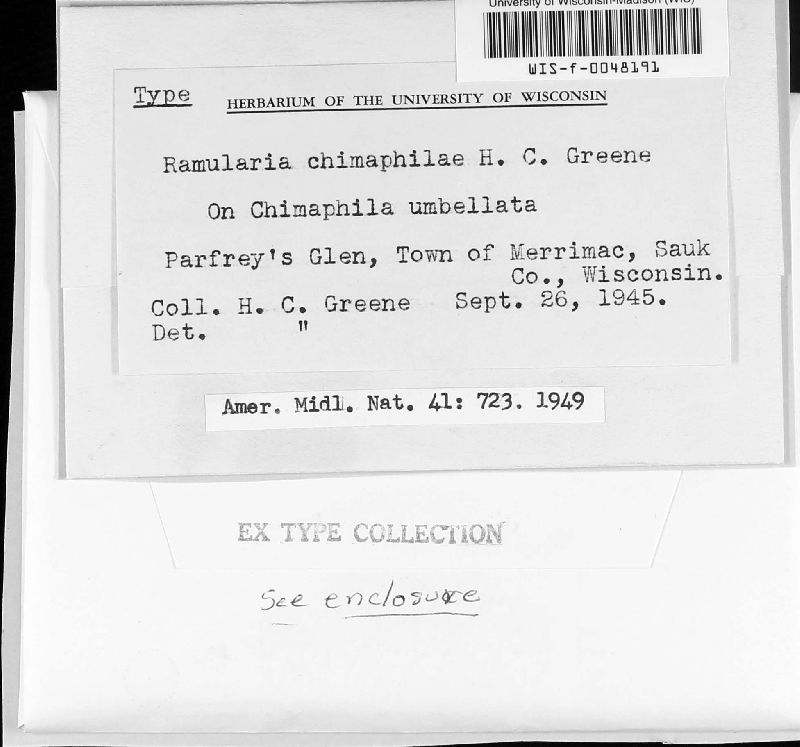 University of Wisconsin-Madison (WIS)
WIS-f-0048191
Type
HERBARIUM OF THE UNIVERSITY OF WISCONSIN
Ramularia chimaphilae H. C. Greene
On Chimaphila umbellata
Parfrey's Glen, Town of Merrimac, Sauk
Co., Wisconsin.
Coll. H. C. Greene Sept. 26, 1945.
Det. "
Amer. Midl. Nat. 41: 723. 1949
EX TYPE COLLECTION
See enclosure